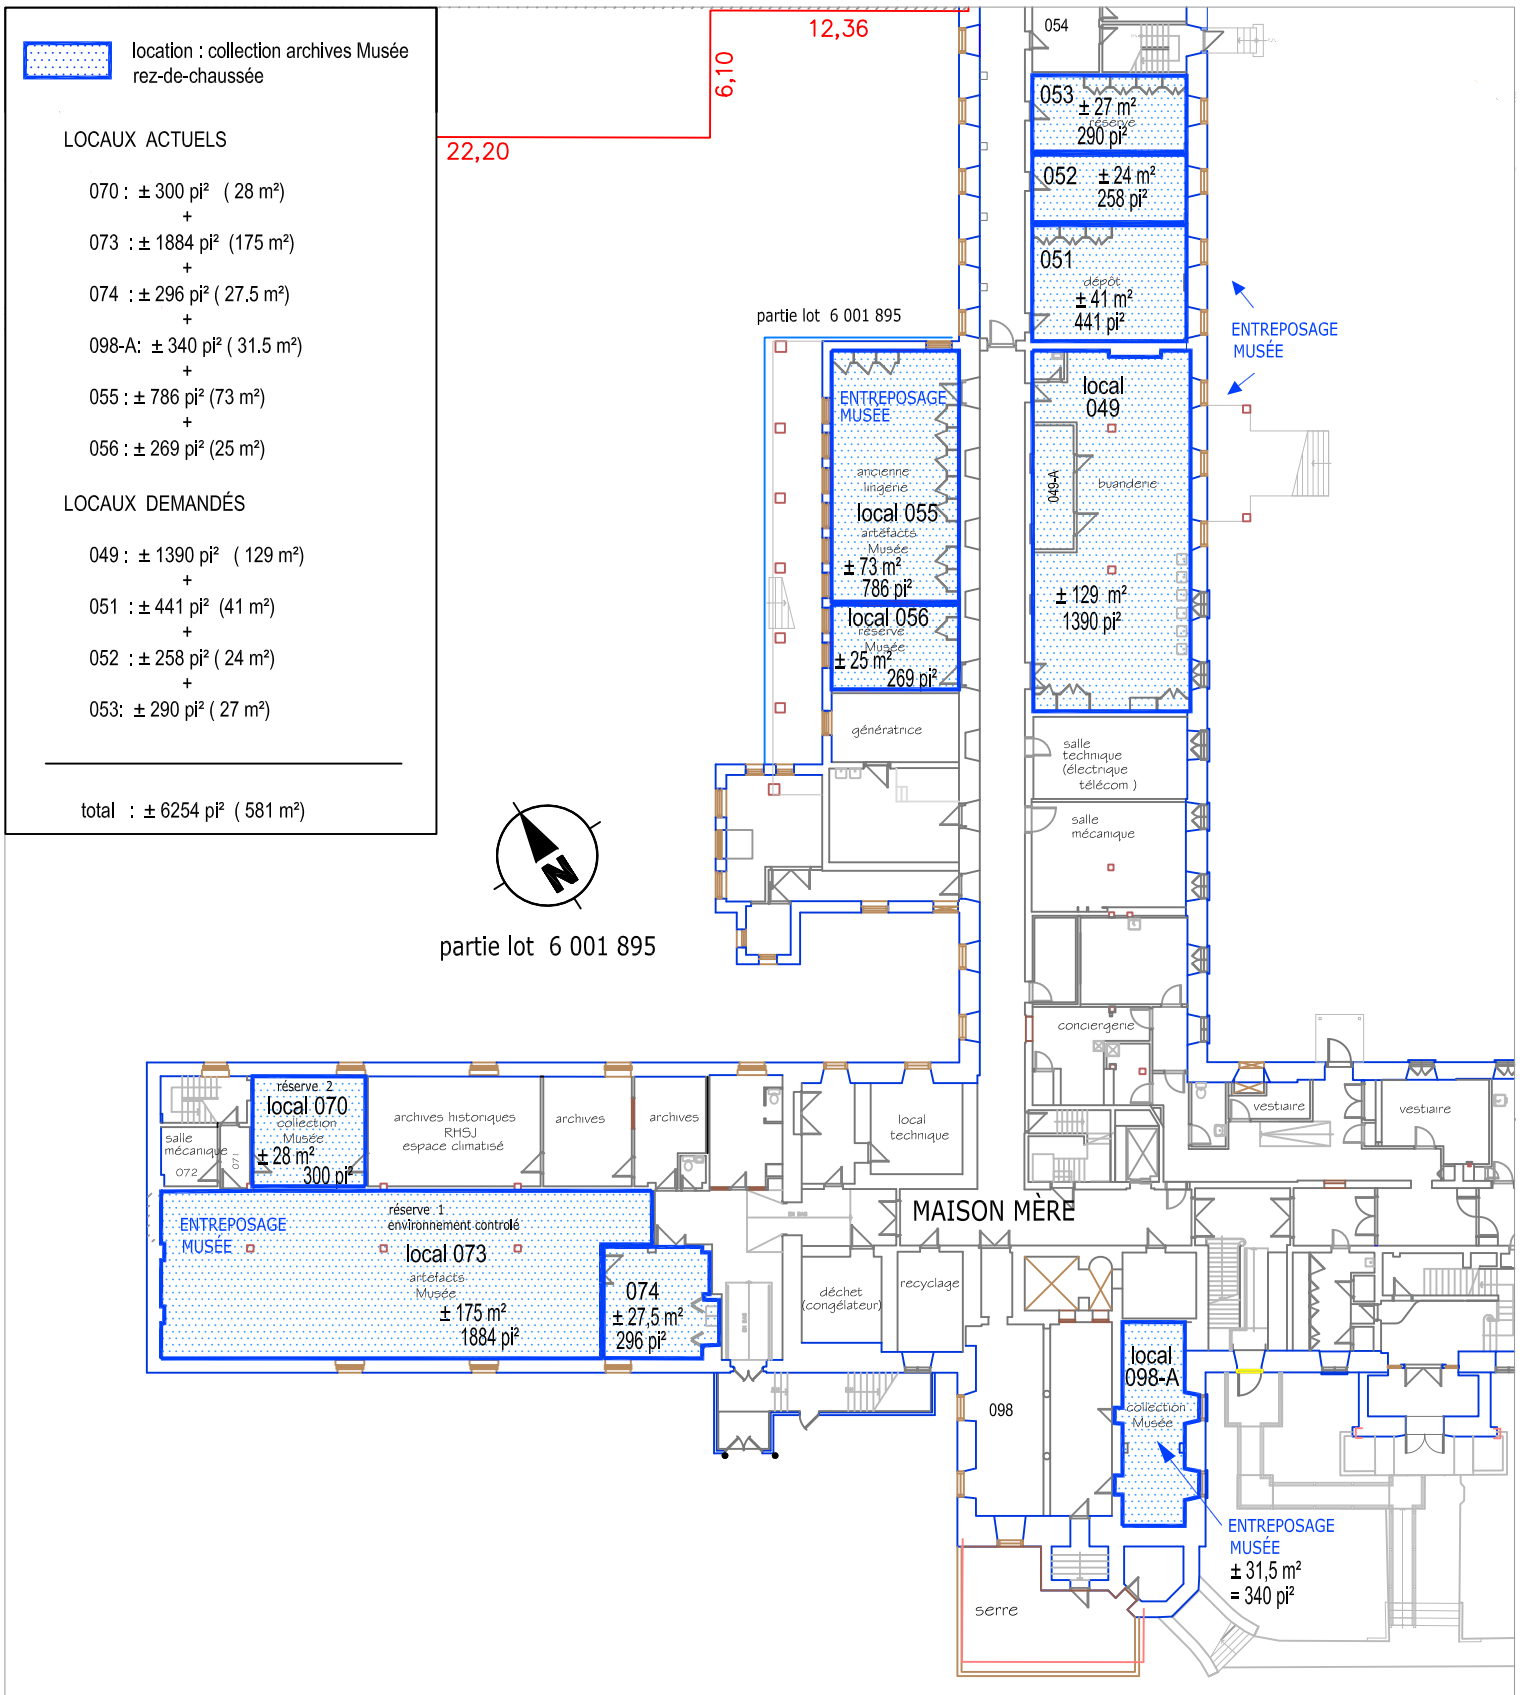 location : collection archives Musée
rez-de-chaussée
LOCAUX ACTUELS
070 : ± 300 pi² ( 28 m²)
+
073 : ± 1884 pi² (175 m²)
+
074 : ± 296 pi² ( 27.5 m²)
+
098-A: ± 340 pi² ( 31.5 m²)
+
055 : ± 786 pi² (73 m²)
+
056 : ± 269 pi² (25 m²)
LOCAUX DEMANDÉS
049 : ± 1390 pi² ( 129 m²)
+
051 : ± 441 pi² (41 m²)
+
052 : ± 258 pi² ( 24 m²)
+
053: ± 290 pi² ( 27 m²)
total : ± 6254 pi² ( 581 m²)
12,36
6,10
22,20
054
053
± 27 m²
réserve
290 pi²
052
± 24 m²
258 pi²
051
dépôt
± 41 m²
441 pi²
ENTREPOSAGE
MUSÉE
partie lot 6 001 895
ENTREPOSAGE
MUSÉE
ancienne
lingerie
local 055
artéfacts
Musée
± 73 m²
786 pi²
local 056
réserve
Musée
± 25 m²
269 pi²
local
049
049-A
buanderie
± 129 m²
1390 pi²
génératrice
salle
technique
(électrique
télécom )
salle
mécanique
N
partie lot 6 001 895
conciergerie
réserve 2
local 070
collection
Musée
± 28 m²
300 pi²
salle
mécanique
072
071
archives historiques
RHSJ
espace climatisé
archives
archives
local
technique
vestiaire
vestiaire
MAISON MÈRE
ENTREPOSAGE
MUSÉE
réserve 1
environnement contrôlé
local 073
artefacts
Musée
± 175 m²
1884 pi²
074
± 27,5 m²
296 pi²
déchet
(congélateur)
recyclage
098
local
098-A
collection
Musée
ENTREPOSAGE
MUSÉE
± 31,5 m²
= 340 pi²
serre